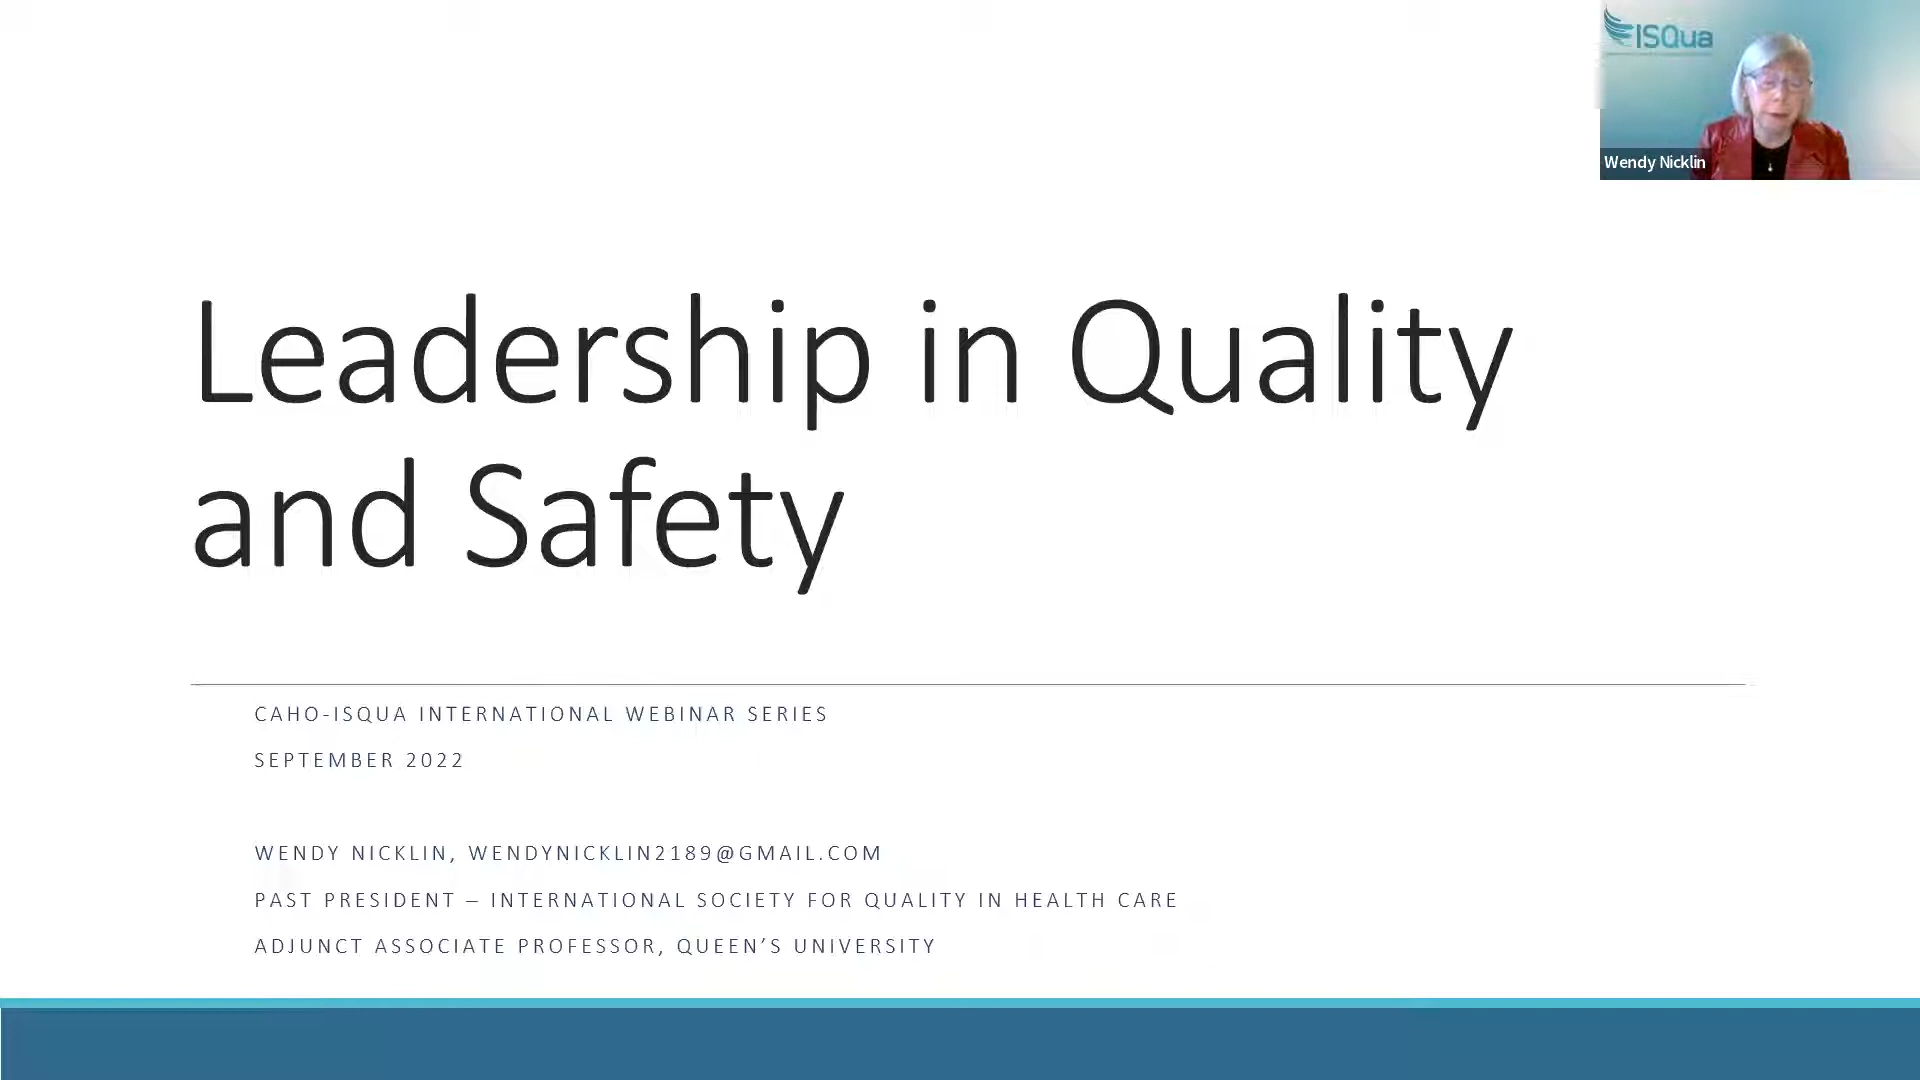 ISQua
Wendy Nicklin
Leadership in Quality
and Safety
CAHO-ISQUA INTERNATIONAL WEBINAR SERIES
SEPTEMBER 2022
WENDY NICKLIN, WENDYNICKLIN2189@GMAIL.COM
PAST PRESIDENT – INTERNATIONAL SOCIETY FOR QUALITY IN HEALTH CARE
ADJUNCT ASSOCIATE PROFESSOR, QUEEN’S UNIVERSITY